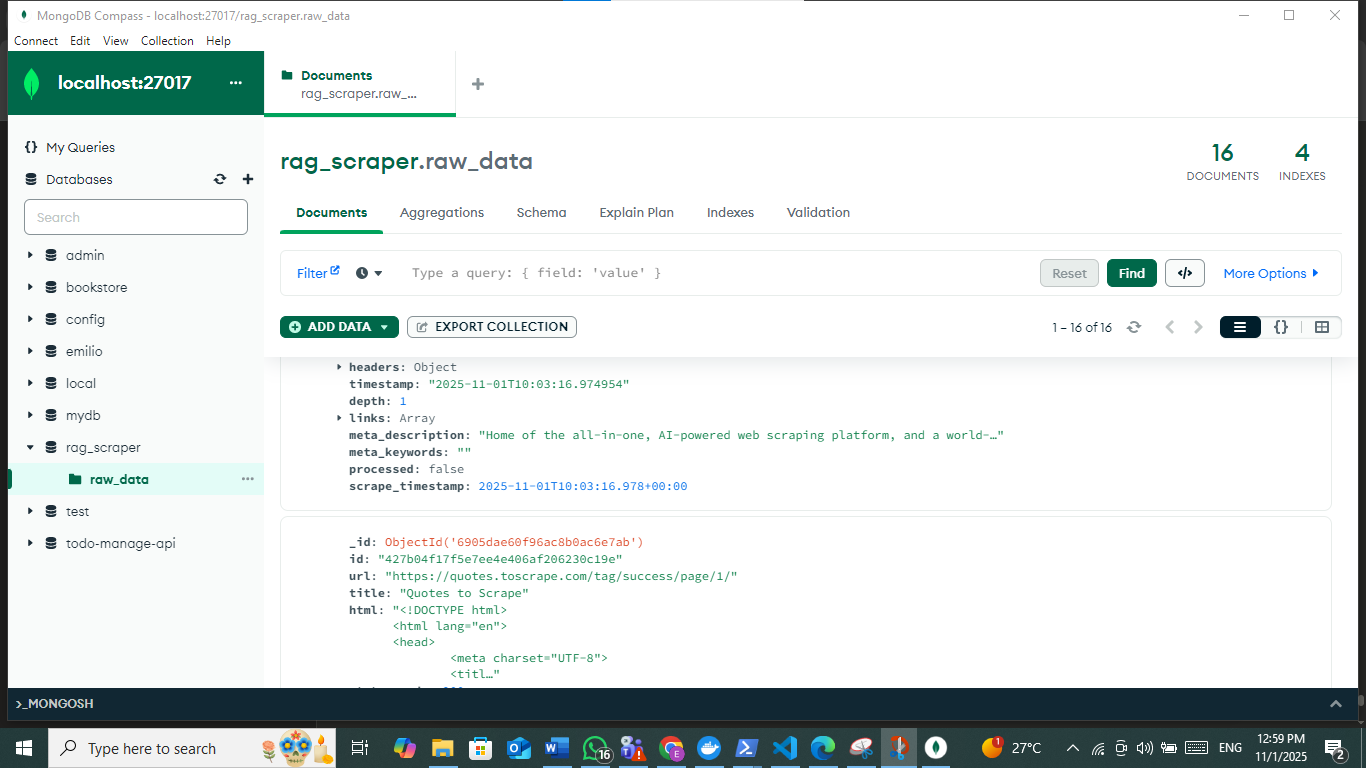 MongoDB Compass - localhost:27017/rag_scraper.raw_data
Connect Edit View Collection Help
localhost:27017 ...
Documents
rag_scraper.raw_...
My Queries
Databases
Search
admin
bookstore
config
emilio
local
mydb
rag_scraper
raw_data ...
test
todo-manage-api
rag_scraper.raw_data
16 DOCUMENTS
4 INDEXES
Documents Aggregations Schema Explain Plan Indexes Validation
Filter Type a query: { field: 'value' } Reset Find </> More Options
ADD DATA EXPORT COLLECTION 1 – 16 of 16 {}
headers: Object
timestamp: "2025-11-01T10:03:16.974954"
depth: 1
links: Array
meta_description: "Home of the all-in-one, AI-powered web scraping platform, and a world-…"
meta_keywords: ""
processed: false
scrape_timestamp: 2025-11-01T10:03:16.978+00:00
_id: ObjectId('6905dae60f96ac8b0ac6e7ab')
id: "427b04f17f5e7ee4e406af206230c19e"
url: "https://quotes.toscrape.com/tag/success/page/1/"
title: "Quotes to Scrape"
html: "<!DOCTYPE html>
<html lang="en">
<head>
<meta charset="UTF-8">
<titl…"
>_MONGOSH
Type here to search 16 1 27°C ENG 12:59 PM 2
11/1/2025